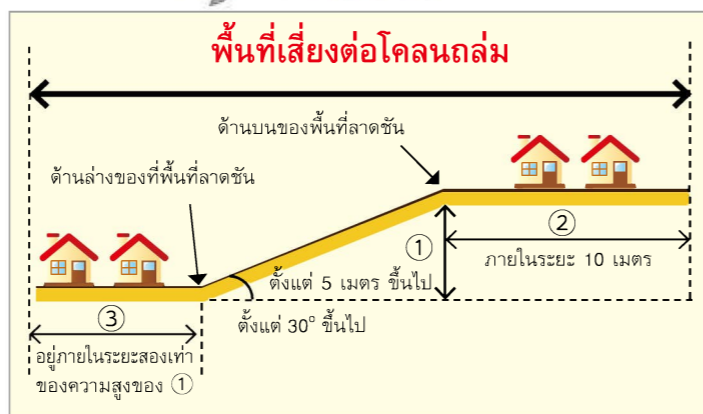 พื้นที่เสี่ยงต่อโคลนถล่ม
ด้านบนของพื้นที่ลาดชัน
ด้านล่างของที่พื้นที่ลาดชัน
①
②
ภายในระยะ 10 เมตร
ตั้งแต่ 5 เมตร ขึ้นไป
ตั้งแต่ 30° ขึ้นไป
③
อยู่ภายในระยะสองเท่า
ของความสูงของ ①